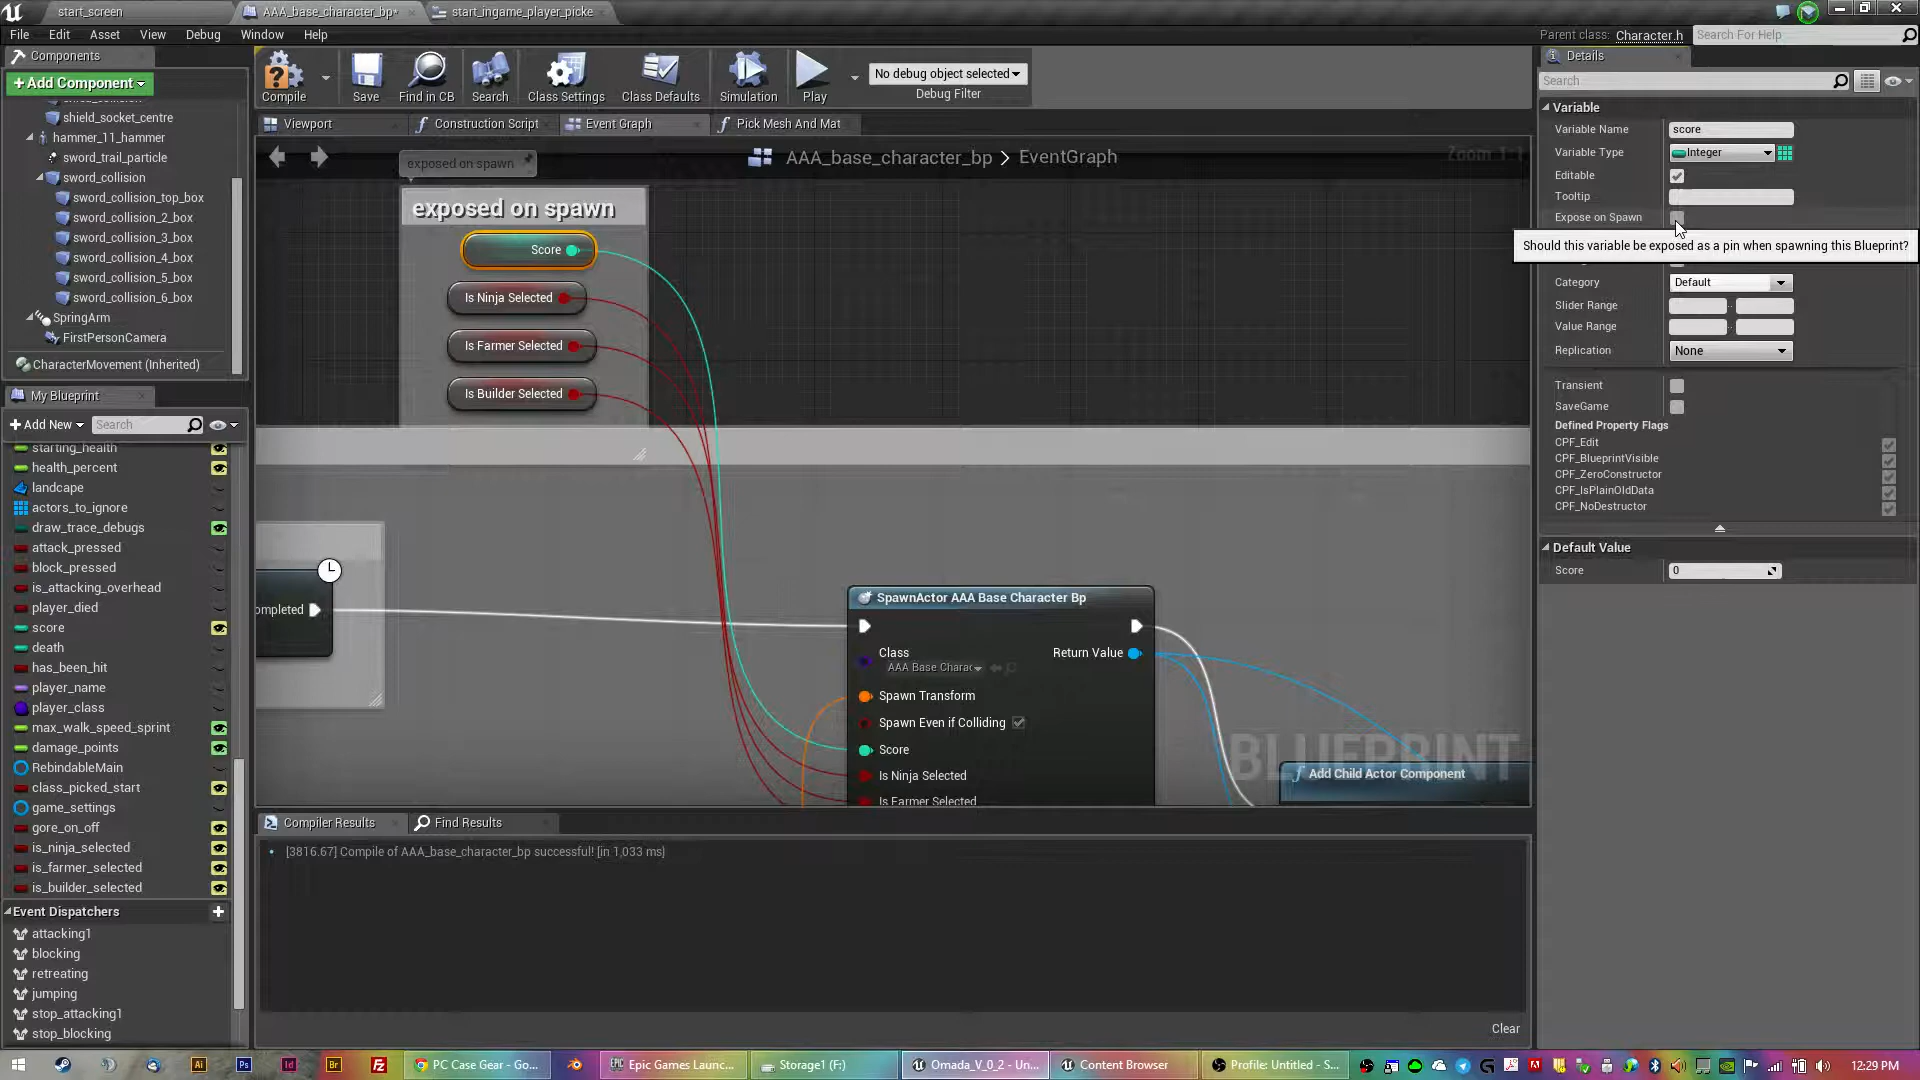 start_screen
AAA_base_character_bp*
start_ingame_player_picke
File Edit Asset View Debug Window Help
Parent class: Character.h
Search For Help
Components
+Add Component
shield_socket_centre
hammer_11_hammer
sword_trail_particle
sword_collision
sword_collision_top_box
sword_collision_2_box
sword_collision_3_box
sword_collision_4_box
sword_collision_5_box
sword_collision_6_box
SpringArm
FirstPersonCamera
CharacterMovement (Inherited)
My Blueprint
+Add New
Search
starting_health
health_percent
landcape
actors_to_ignore
draw_trace_debugs
attack_pressed
block_pressed
is_attacking_overhead
player_died
score
death
has_been_hit
player_name
player_class
max_walk_speed_sprint
damage_points
RebindableMain
class_picked_start
game_settings
gore_on_off
is_ninja_selected
is_farmer_selected
is_builder_selected
Event Dispatchers
attacking1
blocking
retreating
jumping
stop_attacking1
stop_blocking
Compile
Save
Find in CB
Search
Class Settings
Class Defaults
Simulation
Play
No debug object selected
Debug Filter
Viewport
Construction Script
Event Graph
Pick Mesh And Mat
AAA_base_character_bp > EventGraph
Zoom 1:1
exposed on spawn
exposed on spawn
Score
Is Ninja Selected
Is Farmer Selected
Is Builder Selected
ompleted
SpawnActor AAA Base Character Bp
Class
AAA Base Charac
Return Value
Spawn Transform
Spawn Even if Colliding
Score
Is Ninja Selected
Is Farmer Selected
Add Child Actor Component
BLUEPRINT
Compiler Results
Find Results
[3816.67] Compile of AAA_base_character_bp successful! [in 1,033 ms]
Clear
Details
Search
Variable
Variable Name score
Variable Type Integer
Editable
Tooltip
Expose on Spawn
Should this variable be exposed as a pin when spawning this Blueprint?
Category Default
Slider Range
Value Range
Replication None
Transient
SaveGame
Defined Property Flags
CPF_Edit
CPF_BlueprintVisible
CPF_ZeroConstructor
CPF_IsPlainOldData
CPF_NoDestructor
Default Value
Score 0
Ai
Ps
Id
Br
Fz
PC Case Gear - Go...
Epic Games Launc...
Storage1 (F:)
Omada_V_0_2 - Un...
Content Browser
Profile: Untitled - S...
12:29 PM